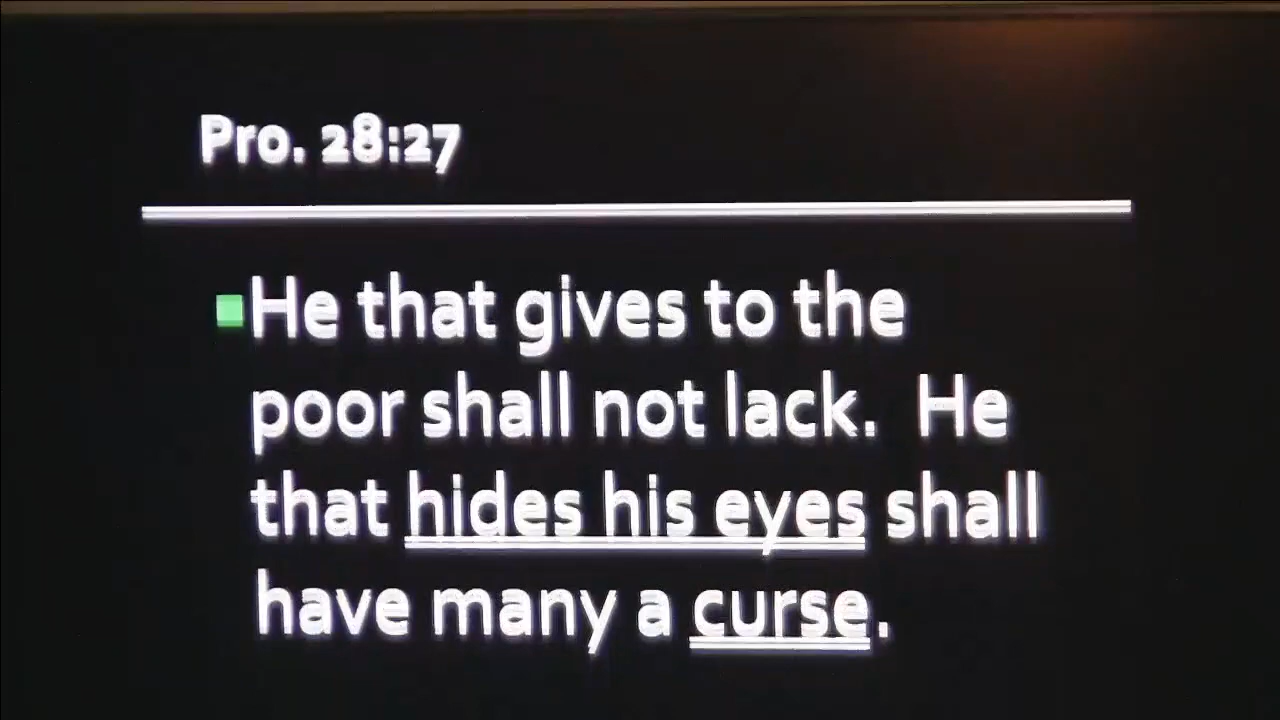 Pro. 28:27
He that gives to the
poor shall not lack.  He
that hides his eyes shall
have many a curse.